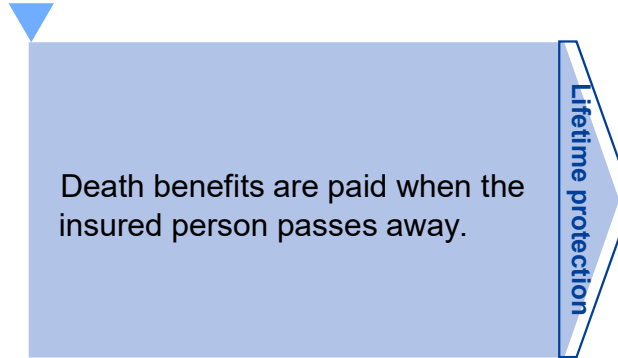 Death benefits are paid when the
insured person passes away.
Lifetime protection